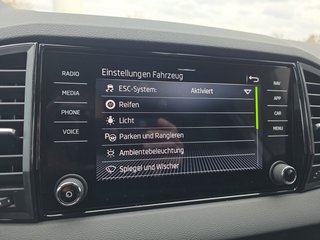 RADIO
MEDIA
PHONE
VOICE
Einstellungen Fahrzeug
ESC-System: Aktiviert
Reifen
Licht
Parken und Rangieren
Ambientebeleuchtung
Spiegel und Wischer
NAV
APP
CAR
MENU